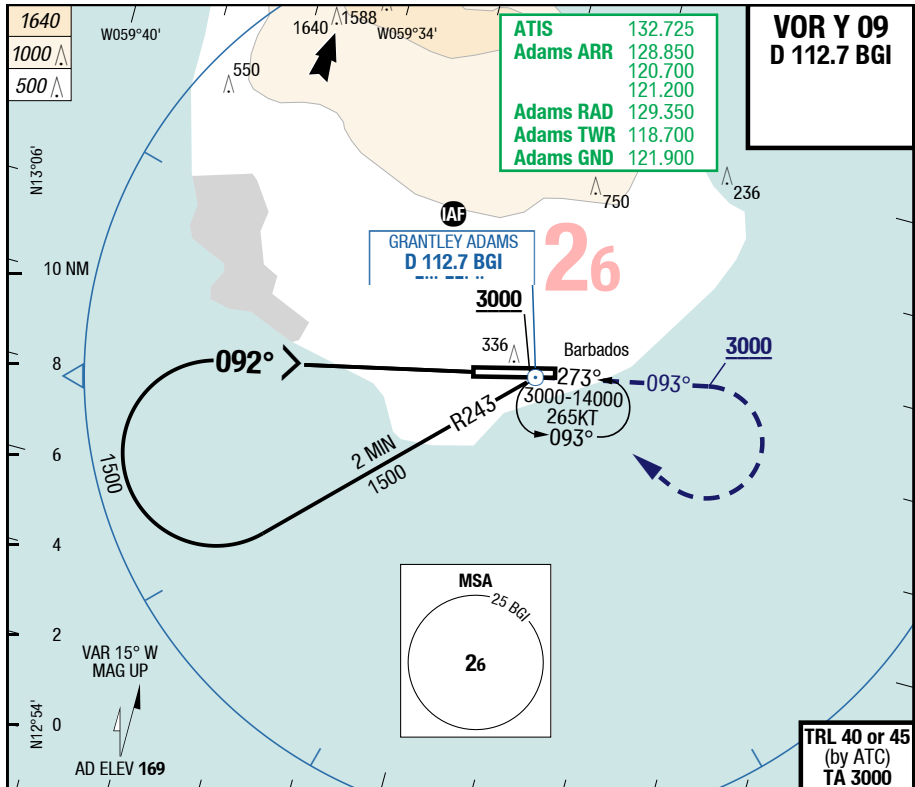 1640
1000
500
W059°40'
1640
1588
W059°34'
550
ATIS 132.725
Adams ARR 128.850
120.700
121.200
Adams RAD 129.350
Adams TWR 118.700
Adams GND 121.900
VOR Y 09
D 112.7 BGI
N13°06'
750
236
IAF
GRANTLEY ADAMS
D 112.7 BGI
26
10 NM
3000
336
Barbados
3000
8
092°
273°
093°
3000-14000
265KT
093°
R243
2 MIN
1500
1500
6
4
MSA
25 BGI
26
2
VAR 15° W
MAG UP
N12°54'
0
AD ELEV 169
TRL 40 or 45
(by ATC)
TA 3000